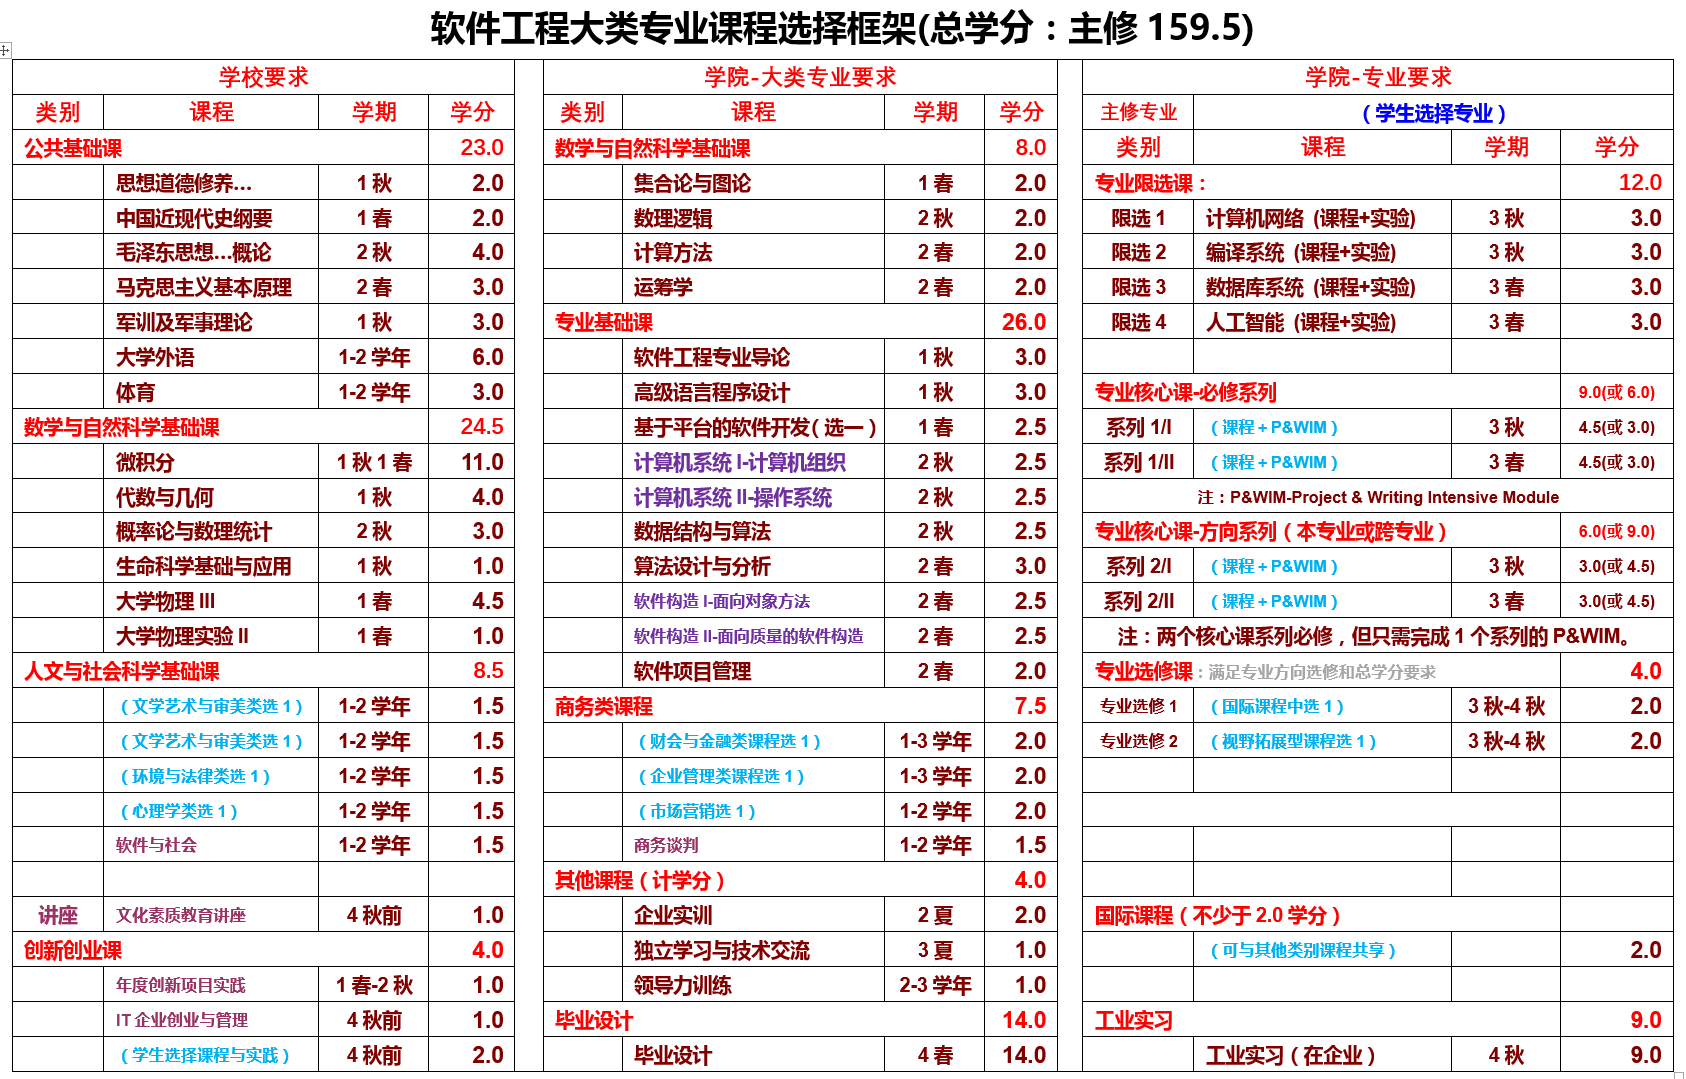 软件工程大类专业课程选择框架(总学分：主修 159.5)
学校要求
类别 课程 学期 学分
公共基础课 23.0
思想道德修养... 1 秋 2.0
中国近现代史纲要 1 春 2.0
毛泽东思想...概论 2 秋 4.0
马克思主义基本原理 2 春 3.0
军训及军事理论 1 秋 3.0
大学外语 1-2 学年 6.0
体育 1-2 学年 3.0
数学与自然科学基础课 24.5
微积分 1 秋 1 春 11.0
代数与几何 1 秋 4.0
概率论与数理统计 2 秋 3.0
生命科学基础与应用 1 秋 1.0
大学物理 III 1 春 4.5
大学物理实验 II 1 春 1.0
人文与社会科学基础课 8.5
（文学艺术与审美类选 1） 1-2 学年 1.5
（文学艺术与审美类选 1） 1-2 学年 1.5
（环境与法律类选 1） 1-2 学年 1.5
（心理学类选 1） 1-2 学年 1.5
软件与社会 1-2 学年 1.5
讲座 文化素质教育讲座 4 秋前 1.0
创新创业课 4.0
年度创新项目实践 1 春-2 秋 1.0
IT 企业创业与管理 4 秋前 1.0
（学生选择课程与实践） 4 秋前 2.0
学院-大类专业要求
类别 课程 学期 学分
数学与自然科学基础课 8.0
集合论与图论 1 春 2.0
数理逻辑 2 秋 2.0
计算方法 2 春 2.0
运筹学 2 春 2.0
专业基础课 26.0
软件工程专业导论 1 秋 3.0
高级语言程序设计 1 秋 3.0
基于平台的软件开发（选一） 1 春 2.5
计算机系统 I-计算机组织 2 秋 2.5
计算机系统 II-操作系统 2 秋 2.5
数据结构与算法 2 秋 2.5
算法设计与分析 2 春 3.0
软件构造 I-面向对象方法 2 春 2.5
软件构造 II-面向质量的软件构造 2 春 2.5
软件项目管理 2 春 2.0
商务类课程 7.5
（财会与金融类课程选 1） 1-3 学年 2.0
（企业管理类课程选 1） 1-3 学年 2.0
（市场营销选 1） 1-2 学年 2.0
商务谈判 1-2 学年 1.5
其他课程（计学分） 4.0
企业实训 2 夏 2.0
独立学习与技术交流 3 夏 1.0
领导力训练 2-3 学年 1.0
毕业设计 14.0
毕业设计 4 春 14.0
学院-专业要求
主修专业 （学生选择专业）
类别 课程 学期 学分
专业限选课： 12.0
限选 1 计算机网络 (课程+实验) 3 秋 3.0
限选 2 编译系统 (课程+实验) 3 秋 3.0
限选 3 数据库系统 (课程+实验) 3 春 3.0
限选 4 人工智能 (课程+实验) 3 春 3.0
专业核心课-必修系列 9.0(或 6.0)
系列 1/I （课程＋P&WIM） 3 秋 4.5(或 3.0)
系列 1/II （课程＋P&WIM） 3 春 4.5(或 3.0)
注：P&WIM-Project & Writing Intensive Module
专业核心课-方向系列（本专业或跨专业） 6.0(或 9.0)
系列 2/I （课程＋P&WIM） 3 秋 3.0(或 4.5)
系列 2/II （课程＋P&WIM） 3 春 3.0(或 4.5)
注：两个核心课系列必修，但只需完成 1 个系列的 P&WIM。
专业选修课：满足专业方向选修和总学分要求 4.0
专业选修 1 （国际课程中选 1） 3 秋-4 秋 2.0
专业选修 2 （视野拓展型课程选 1） 3 秋-4 秋 2.0
国际课程（不少于 2.0 学分）
（可与其他类别课程共享） 2.0
工业实习 9.0
工业实习（在企业） 4 秋 9.0